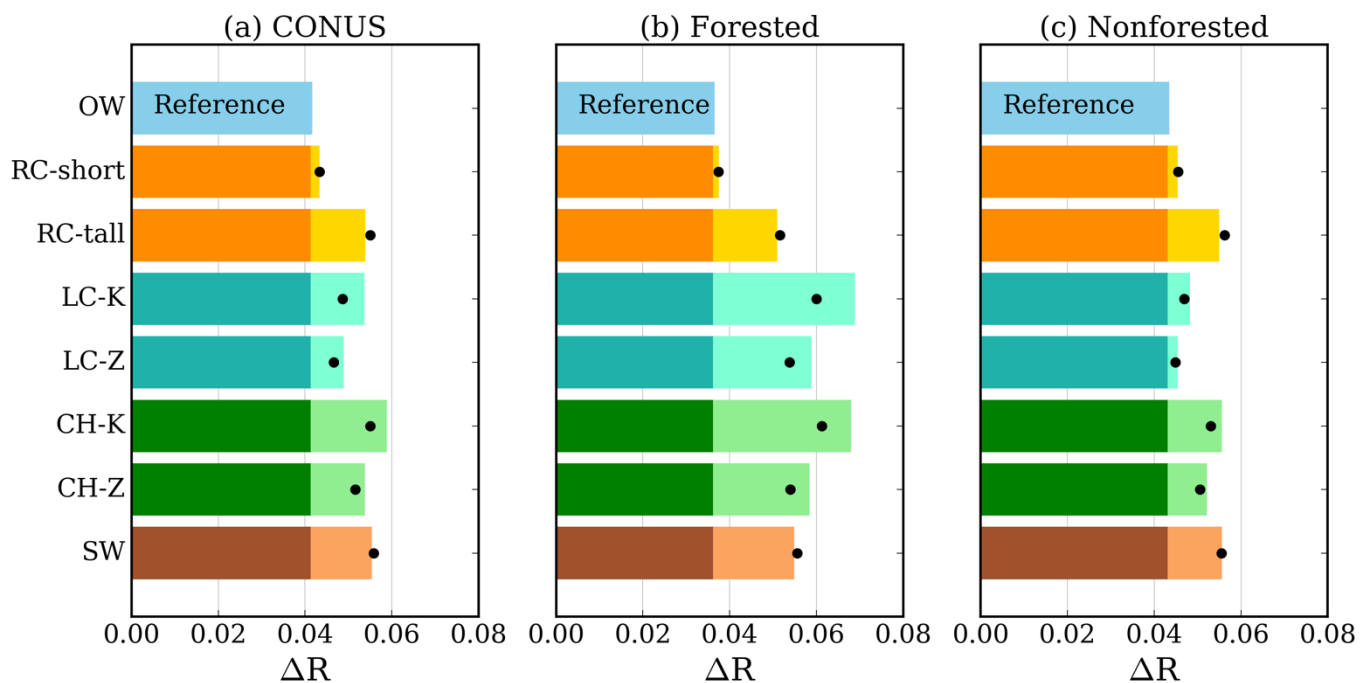 (a) CONUS
(b) Forested
(c) Nonforested
OW
Reference
Reference
Reference
RC-short
RC-tall
LC-K
LC-Z
CH-K
CH-Z
SW
0.00 0.02 0.04 0.06 0.08
0.00 0.02 0.04 0.06 0.08
0.00 0.02 0.04 0.06 0.08
ΔR
ΔR
ΔR